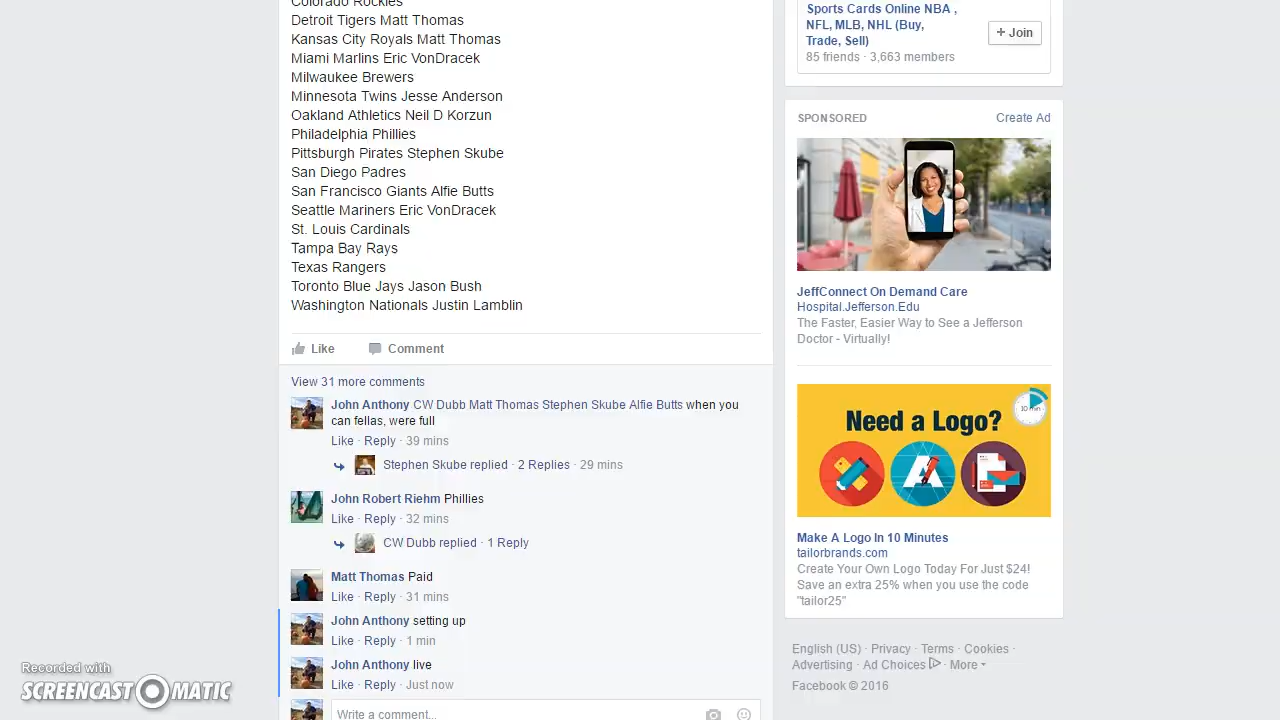 Colorado Rockies
Detroit Tigers Matt Thomas
Kansas City Royals Matt Thomas
Miami Marlins Eric VonDracek
Milwaukee Brewers
Minnesota Twins Jesse Anderson
Oakland Athletics Neil D Korzun
Philadelphia Phillies
Pittsburgh Pirates Stephen Skube
San Diego Padres
San Francisco Giants Alfie Butts
Seattle Mariners Eric VonDracek
St. Louis Cardinals
Tampa Bay Rays
Texas Rangers
Toronto Blue Jays Jason Bush
Washington Nationals Justin Lamblin
Like Comment
View 31 more comments
John Anthony CW Dubb Matt Thomas Stephen Skube Alfie Butts when you
can fellas, were full
Like · Reply · 39 mins
Stephen Skube replied · 2 Replies · 29 mins
John Robert Riehm Phillies
Like · Reply · 32 mins
CW Dubb replied · 1 Reply
Matt Thomas Paid
Like · Reply · 31 mins
John Anthony setting up
Like · Reply · 1 min
John Anthony live
Like · Reply · Just now
Write a comment...
Sports Cards Online NBA ,
NFL, MLB, NHL (Buy,
Trade, Sell)
+ Join
85 friends · 3,663 members
SPONSORED Create Ad
JeffConnect On Demand Care
Hospital.Jefferson.Edu
The Faster, Easier Way to See a Jefferson
Doctor - Virtually!
Need a Logo?
10 min
Make A Logo In 10 Minutes
tailorbrands.com
Create Your Own Logo Today For Just $24!
Save an extra 25% when you use the code
"tailor25"
English (US) · Privacy · Terms · Cookies ·
Advertising · Ad Choices · More
Facebook © 2016
Recorded with
SCREENCAST-O-MATIC